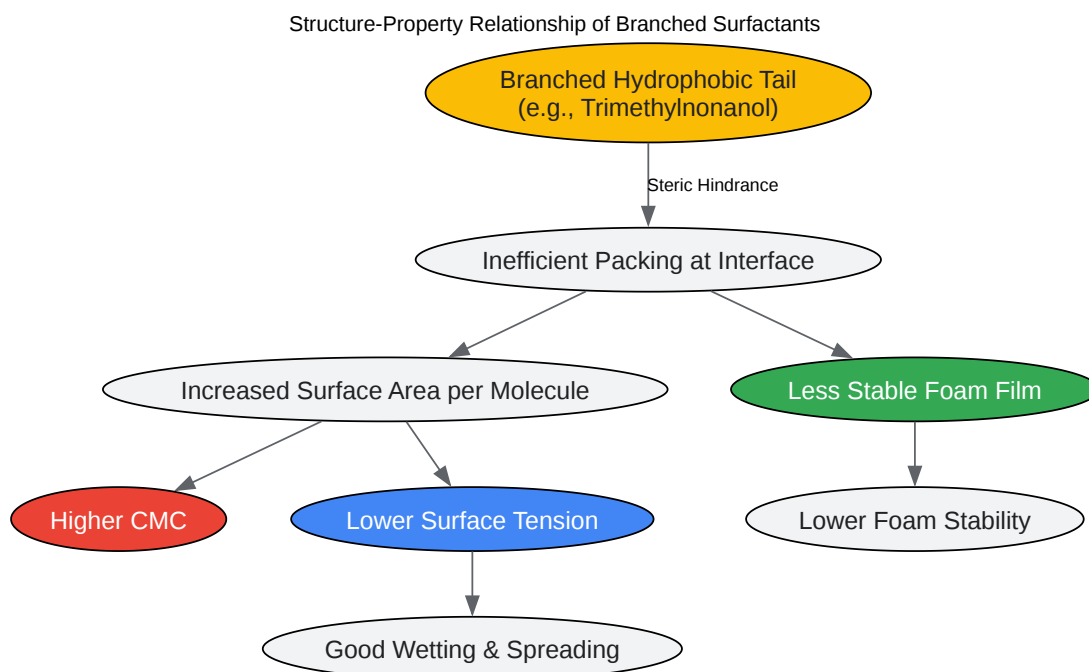 Structure-Property Relationship of Branched Surfactants
Branched Hydrophobic Tail
(e.g., Trimethylnonanol)
Steric Hindrance
Inefficient Packing at Interface
Increased Surface Area per Molecule
Less Stable Foam Film
Higher CMC
Lower Surface Tension
Lower Foam Stability
Good Wetting & Spreading